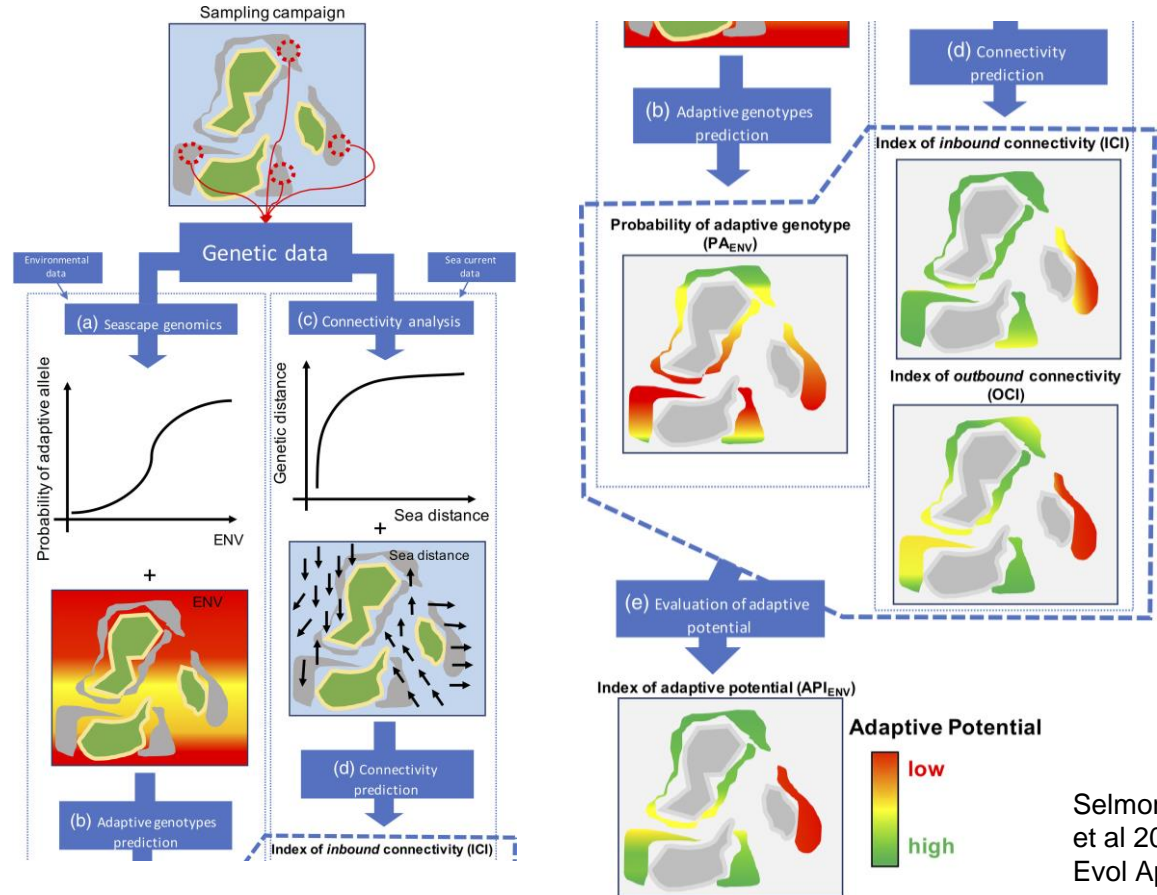 Sampling campaign
Genetic data
Environmental
data
Sea current
data
(a) Seascape genomics
(c) Connectivity analysis
Probability of adaptive allele
ENV
Genetic distance
Sea distance
+
+
ENV
Sea distance
(b) Adaptive genotypes
prediction
(d) Connectivity
prediction
Index of inbound connectivity (ICI)
(b) Adaptive genotypes
prediction
(d) Connectivity
prediction
Probability of adaptive genotype
(PAENV)
Index of inbound connectivity (ICI)
Index of outbound connectivity
(OCI)
(e) Evaluation of adaptive
potential
Index of adaptive potential (APIENV)
Adaptive Potential
low
high
et al
Evol